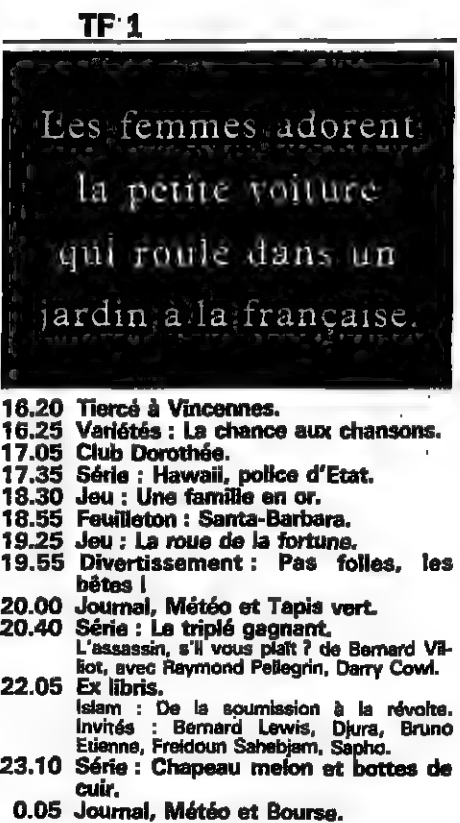 TF 1
Les femmes adorent
la petite voiture
qui roule dans un
jardin à la française.
16.20 Tiercé à Vincennes.
16.25 Variétés : La chance aux chansons.
17.05 Club Dorothée.
17.35 Série : Hawaii, police d'Etat.
18.30 Jeu : Une famille en or.
18.55 Feuilleton : Santa-Barbara.
19.25 Jeu : La roue de la fortune.
19.55 Divertissement : Pas folles, les
bêtes !
20.00 Journal, Météo et Tapis vert.
20.40 Série : Le triplé gagnant.
L'assassin, s'il vous plaît ? de Bernard Vil-
liot, avec Raymond Pellegrin, Darry Cowl.
22.05 Ex libris.
Islam : De la soumission à la révolte.
Invités : Bernard Lewis, Djura, Bruno
Etienne, Freidoun Sahebjam, Sapho.
23.10 Série : Chapeau melon et bottes de
cuir.
0.05 Journal, Météo et Bourse.